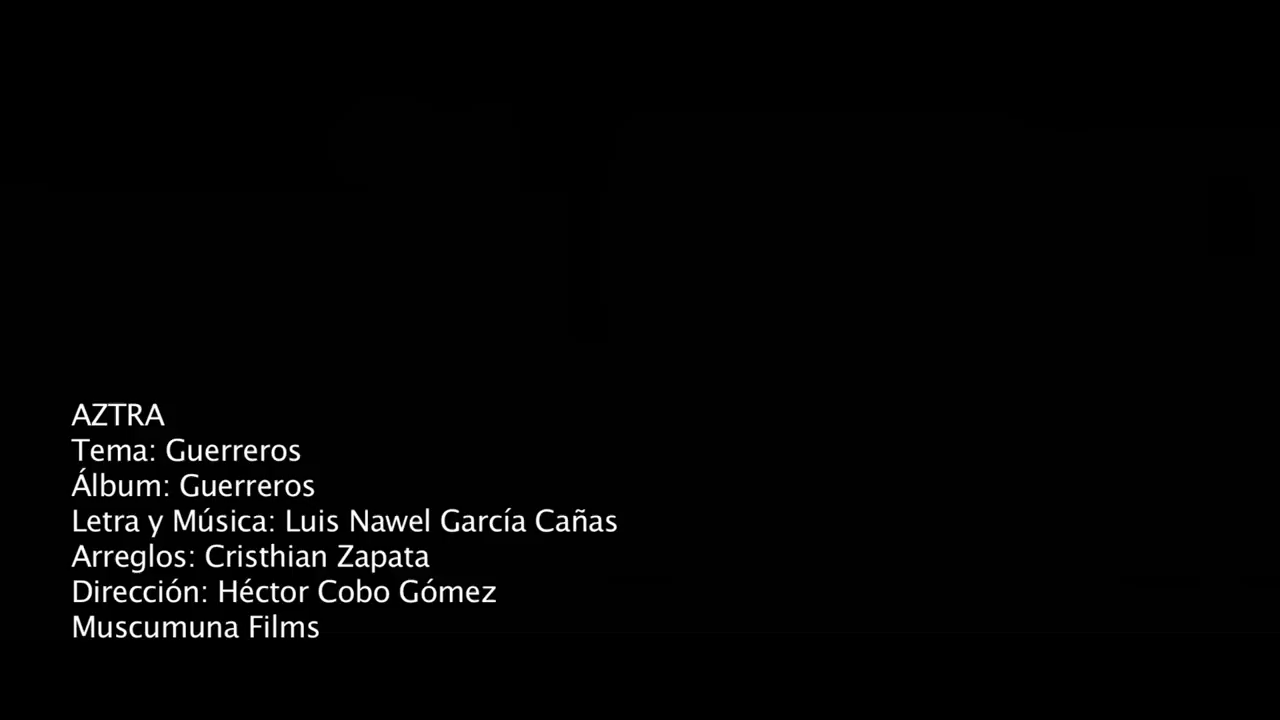 AZTRA
Tema: Guerreros
Álbum: Guerreros
Letra y Música: Luis Nawel García Cañas
Arreglos: Cristhian Zapata
Dirección: Héctor Cobo Gómez
Muscumuna Films